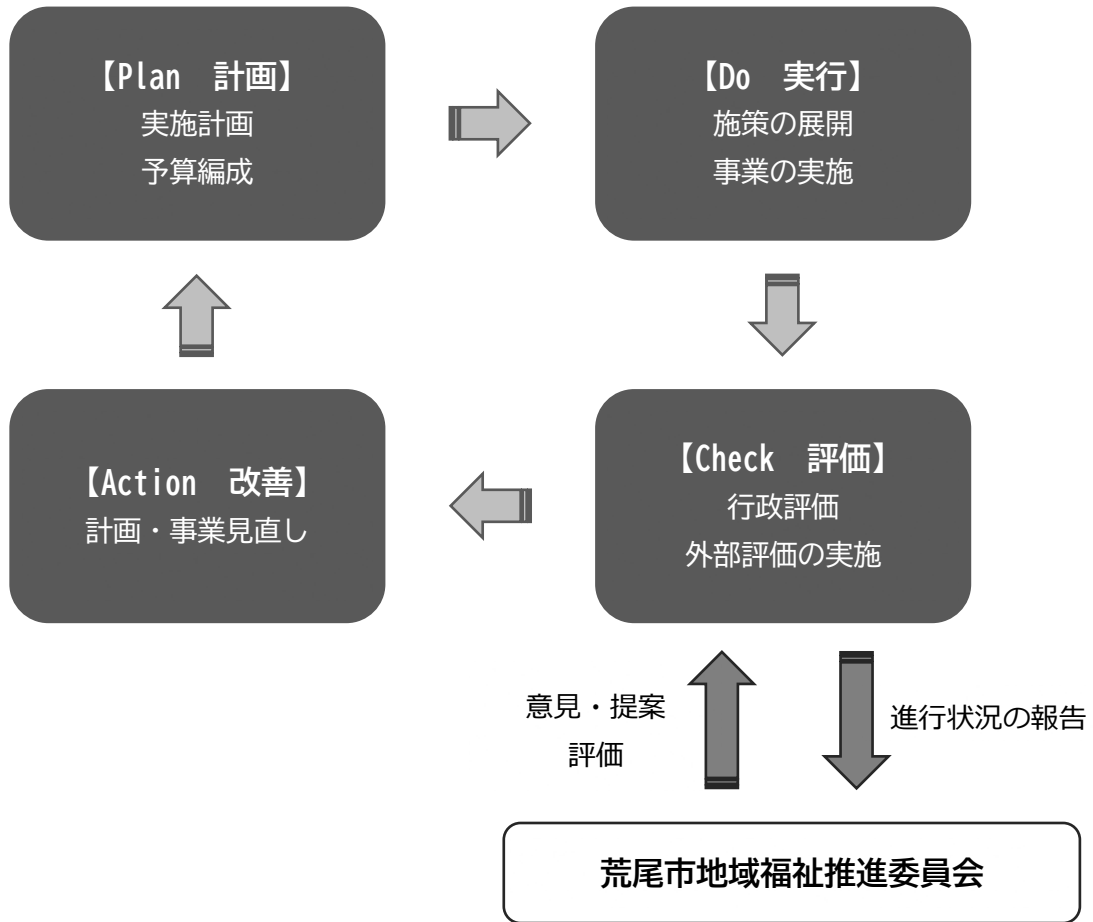 【Plan　計画】
実施計画
予算編成
【Do　実行】
施策の展開
事業の実施
【Action　改善】
計画・事業見直し
【Check　評価】
行政評価
外部評価の実施
意見・提案
評価
進行状況の報告
荒尾市地域福祉推進委員会